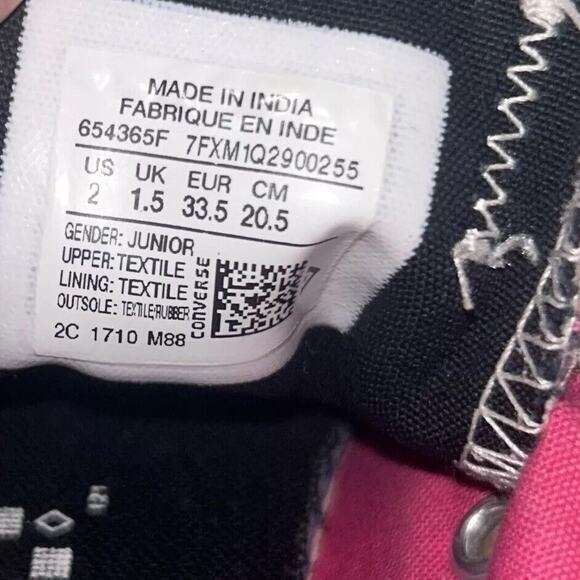 MADE IN INDIA
FABRIQUE EN INDE
654365F 7FXM1Q2900255
US UK EUR CM
2 1.5 33.5 20.5
GENDER: JUNIOR
UPPER: TEXTILE
LINING: TEXTILE
OUTSOLE: TEXTILE/RUBBER
2C 1710 M88
CONVERSE